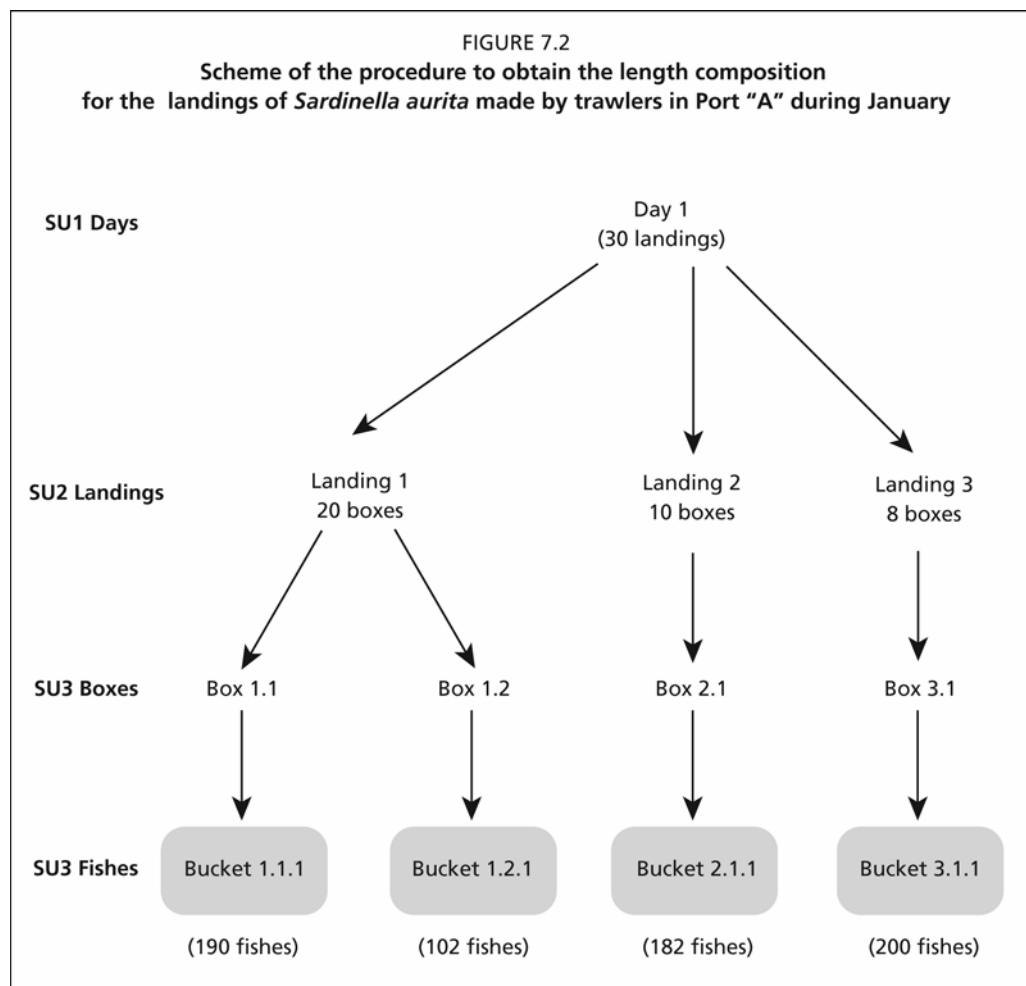 FIGURE 7.2
Scheme of the procedure to obtain the length composition
for the landings of Sardinella aurita made by trawlers in Port “A” during January
SU1 Days
Day 1
(30 landings)
SU2 Landings
Landing 1
20 boxes
Landing 2
10 boxes
Landing 3
8 boxes
SU3 Boxes
Box 1.1
Box 1.2
Box 2.1
Box 3.1
SU3 Fishes
Bucket 1.1.1
Bucket 1.2.1
Bucket 2.1.1
Bucket 3.1.1
(190 fishes)
(102 fishes)
(182 fishes)
(200 fishes)